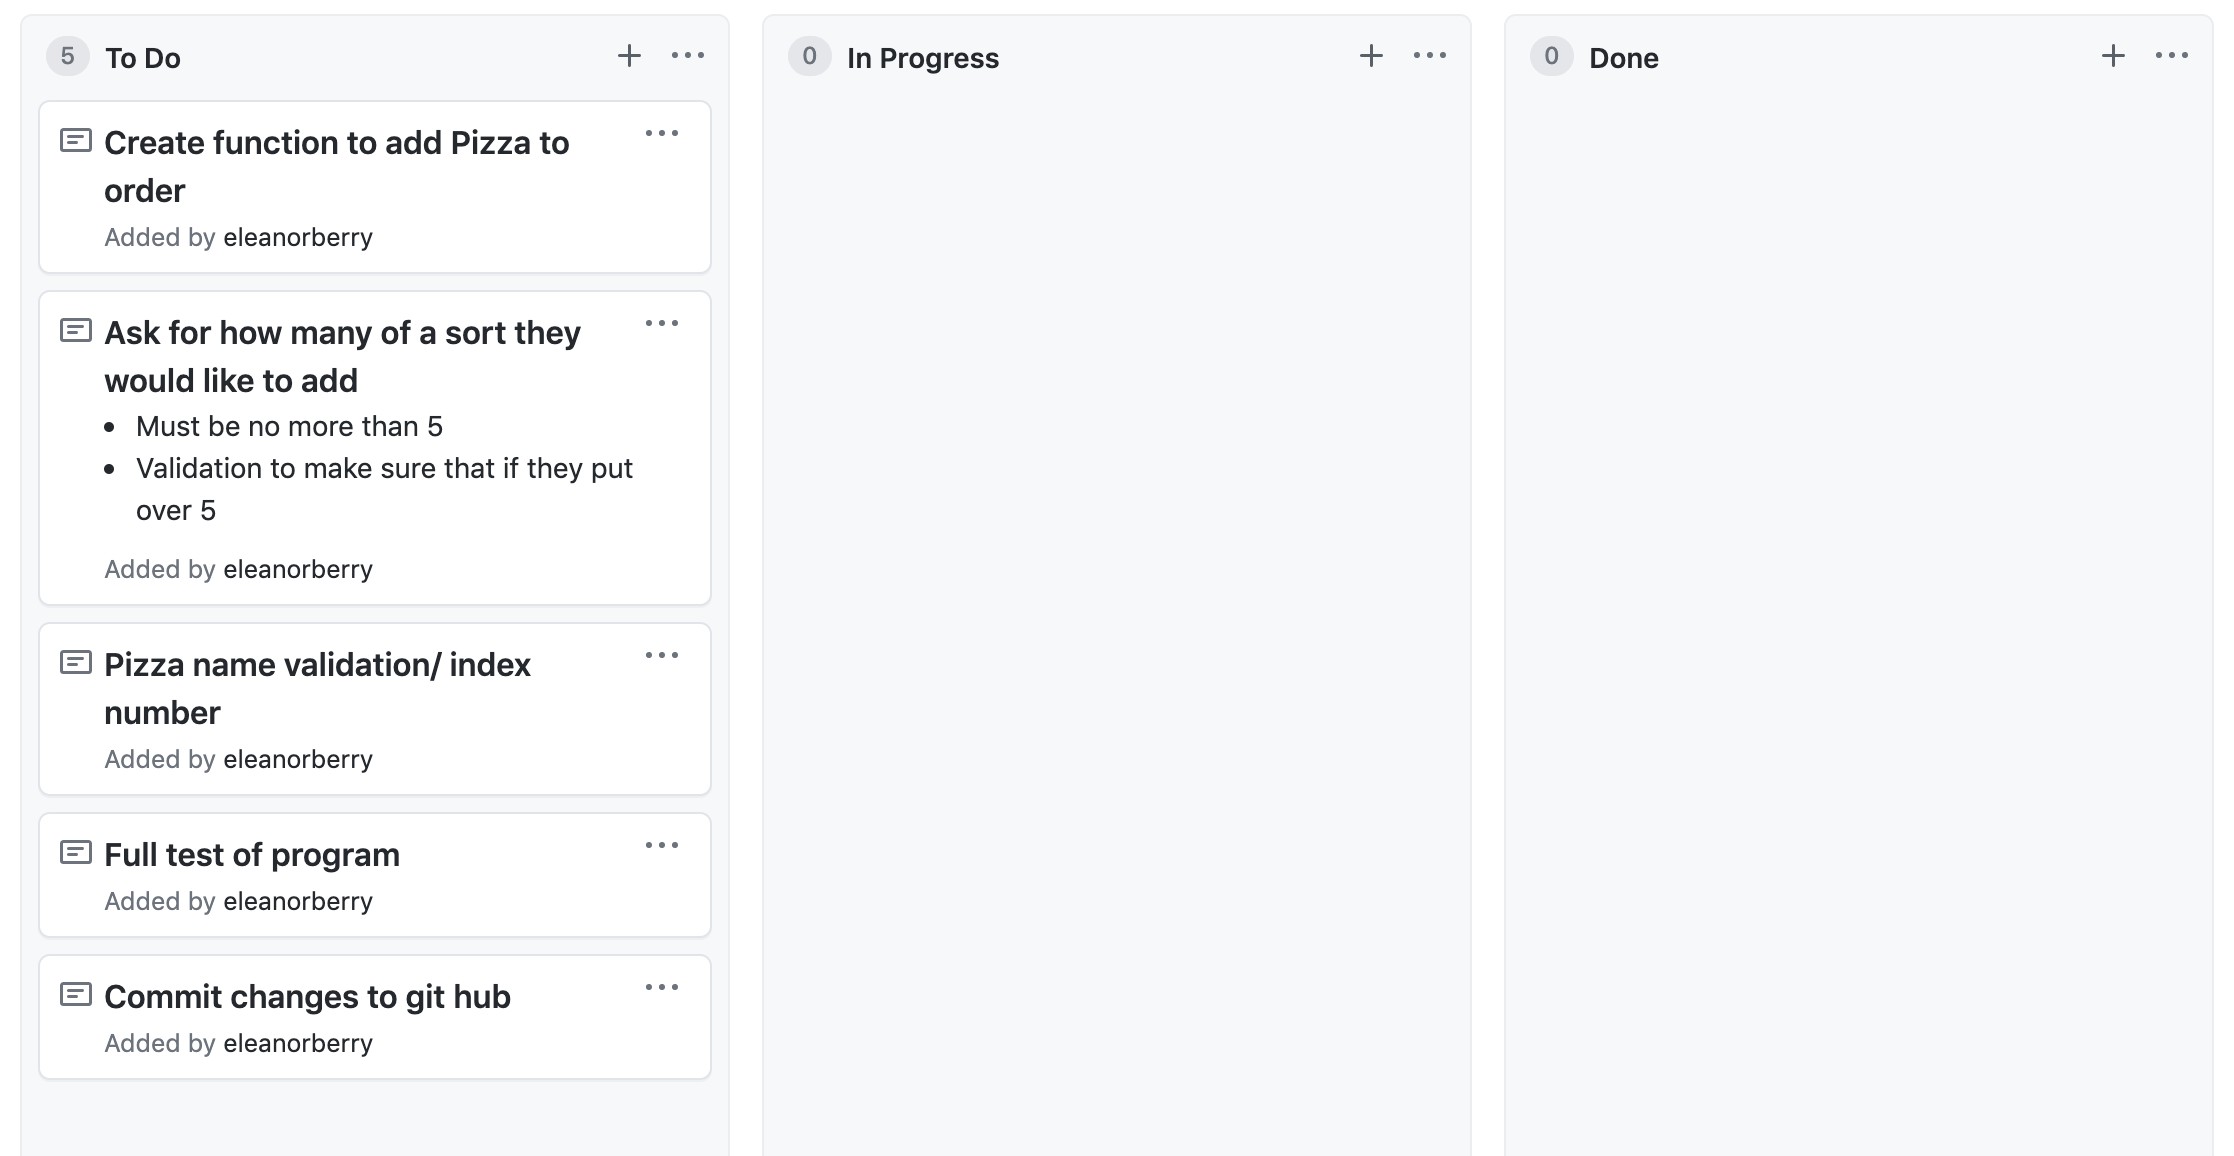 5 To Do
Create function to add Pizza to
order
Added by eleanorberry
Ask for how many of a sort they
would like to add
• Must be no more than 5
• Validation to make sure that if they put
over 5
Added by eleanorberry
Pizza name validation/ index
number
Added by eleanorberry
Full test of program
Added by eleanorberry
Commit changes to git hub
Added by eleanorberry
0 In Progress
0 Done